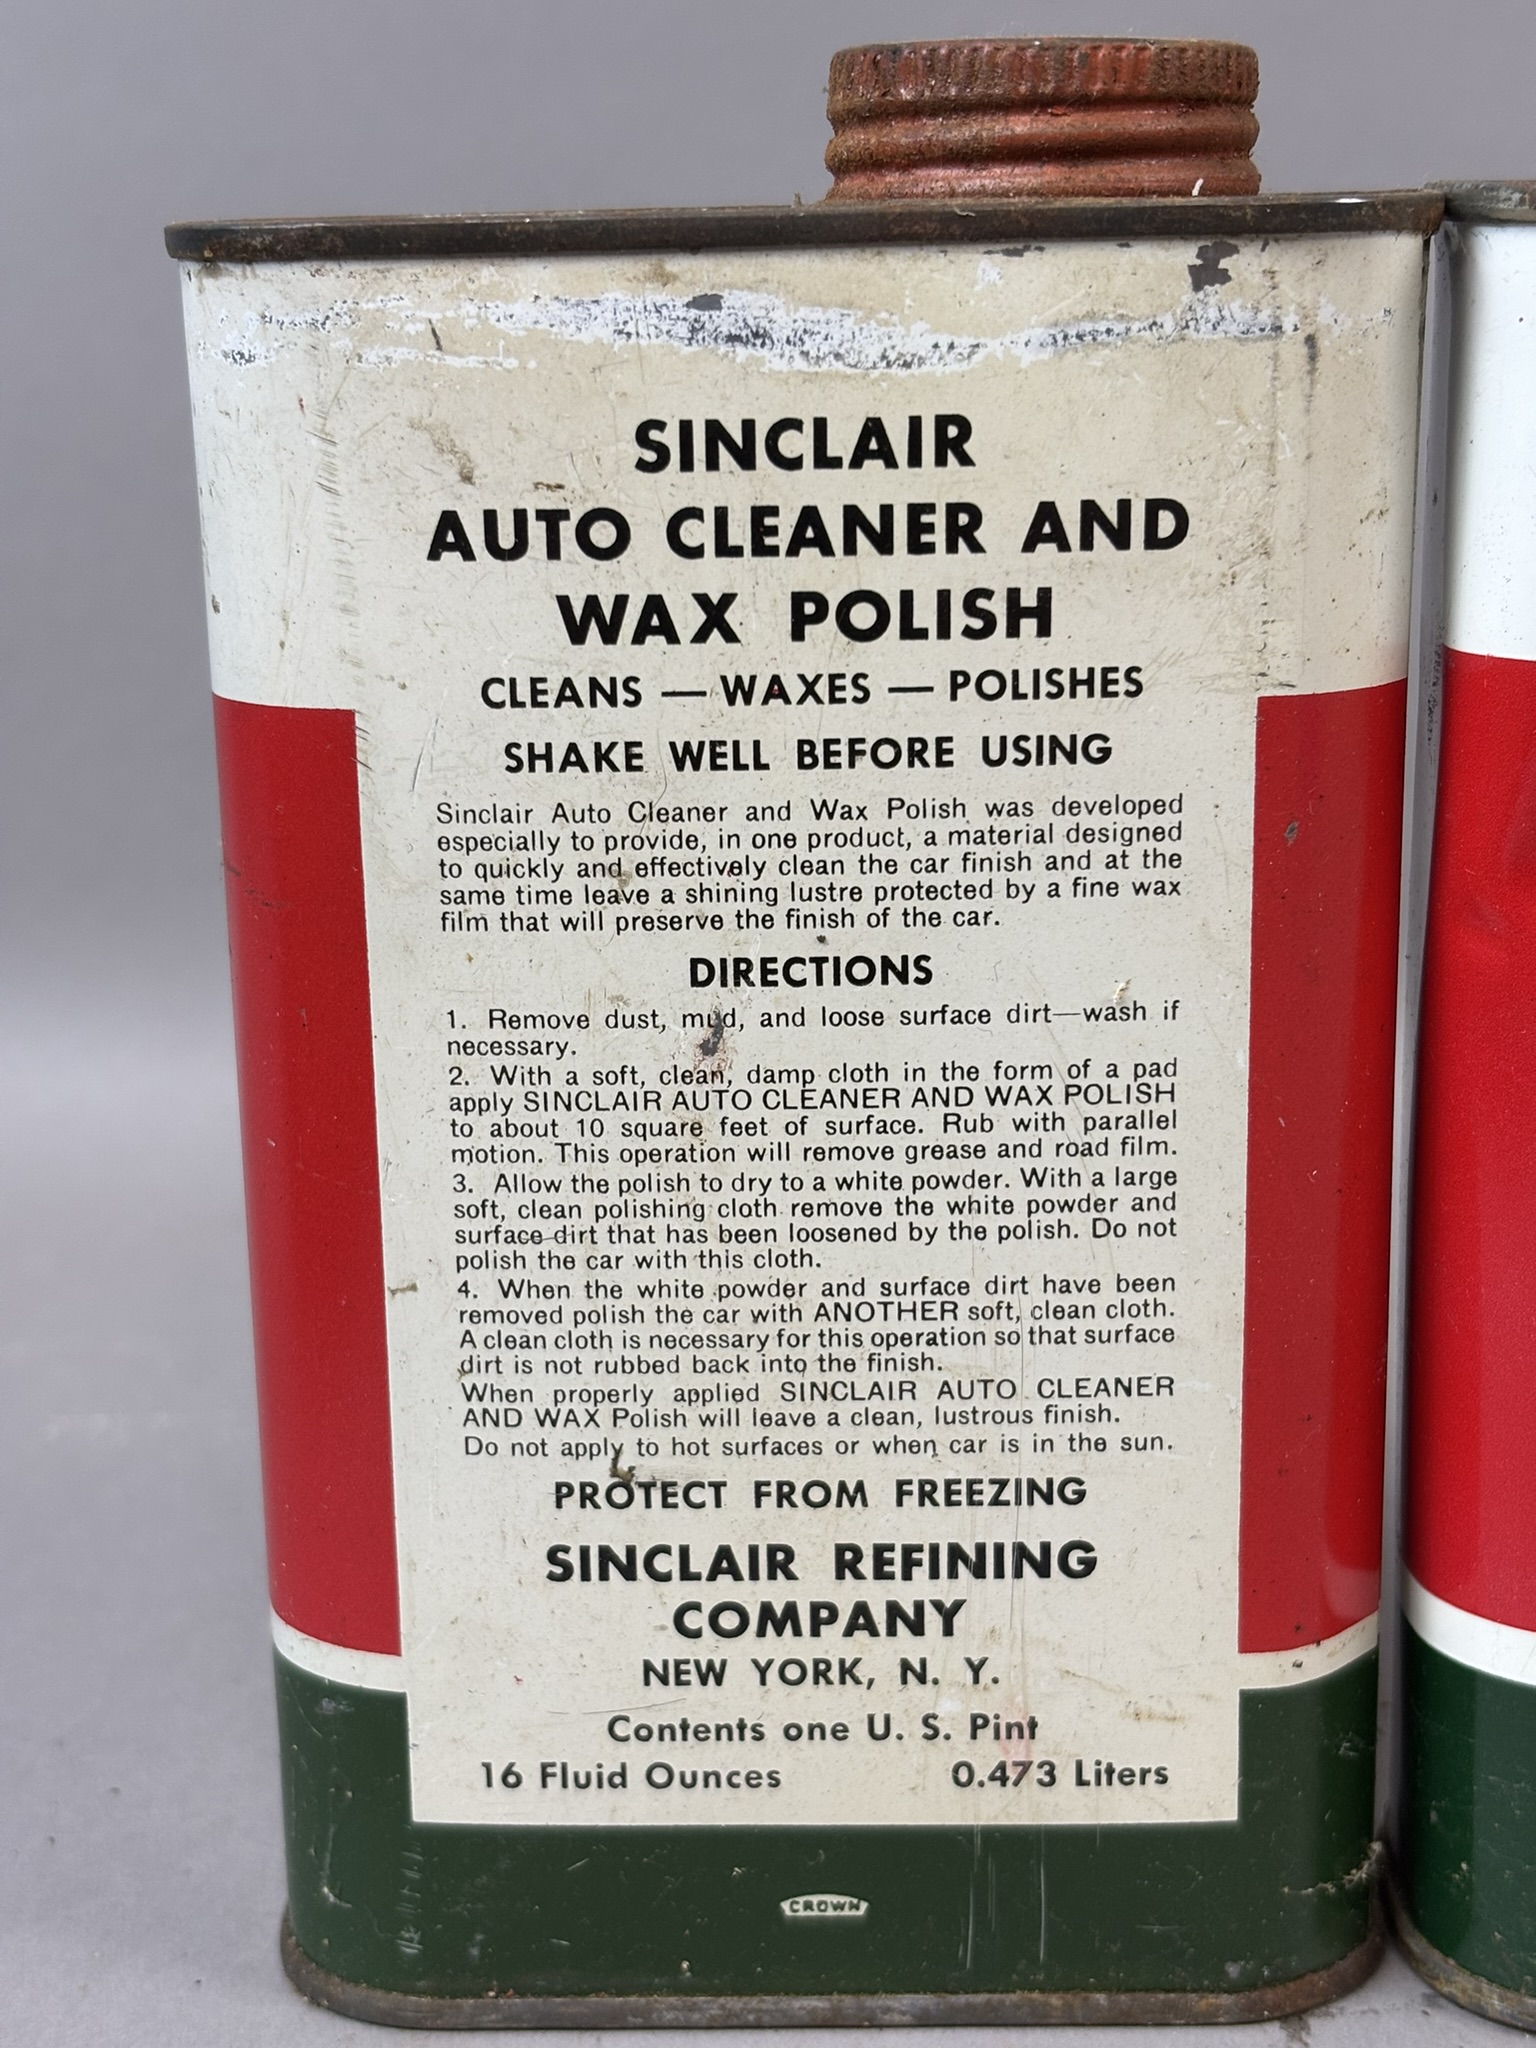 SINCLAIR
AUTO CLEANER AND
WAX POLISH
CLEANS — WAXES — POLISHES
SHAKE WELL BEFORE USING
Sinclair Auto Cleaner and Wax Polish was developed
especially to provide, in one product, a material designed
to quickly and effectively clean the car finish and at the
same time leave a shining lustre protected by a fine wax
film that will preserve the finish of the car.
DIRECTIONS
1. Remove dust, mud, and loose surface dirt—wash if
necessary.
2. With a soft, clean, damp cloth in the form of a pad
apply SINCLAIR AUTO CLEANER AND WAX POLISH
to about 10 square feet of surface. Rub with parallel
motion. This operation will remove grease and road film.
3. Allow the polish to dry to a white powder. With a large
soft, clean polishing cloth remove the white powder and
surface dirt that has been loosened by the polish. Do not
polish the car with this cloth.
4. When the white powder and surface dirt have been
removed polish the car with ANOTHER soft, clean cloth.
A clean cloth is necessary for this operation so that surface
dirt is not rubbed back into the finish.
When properly applied SINCLAIR AUTO CLEANER
AND WAX Polish will leave a clean, lustrous finish.
Do not apply to hot surfaces or when car is in the sun.
PROTECT FROM FREEZING
SINCLAIR REFINING
COMPANY
NEW YORK, N. Y.
Contents one U. S. Pint
16 Fluid Ounces 0.473 Liters
CROWN